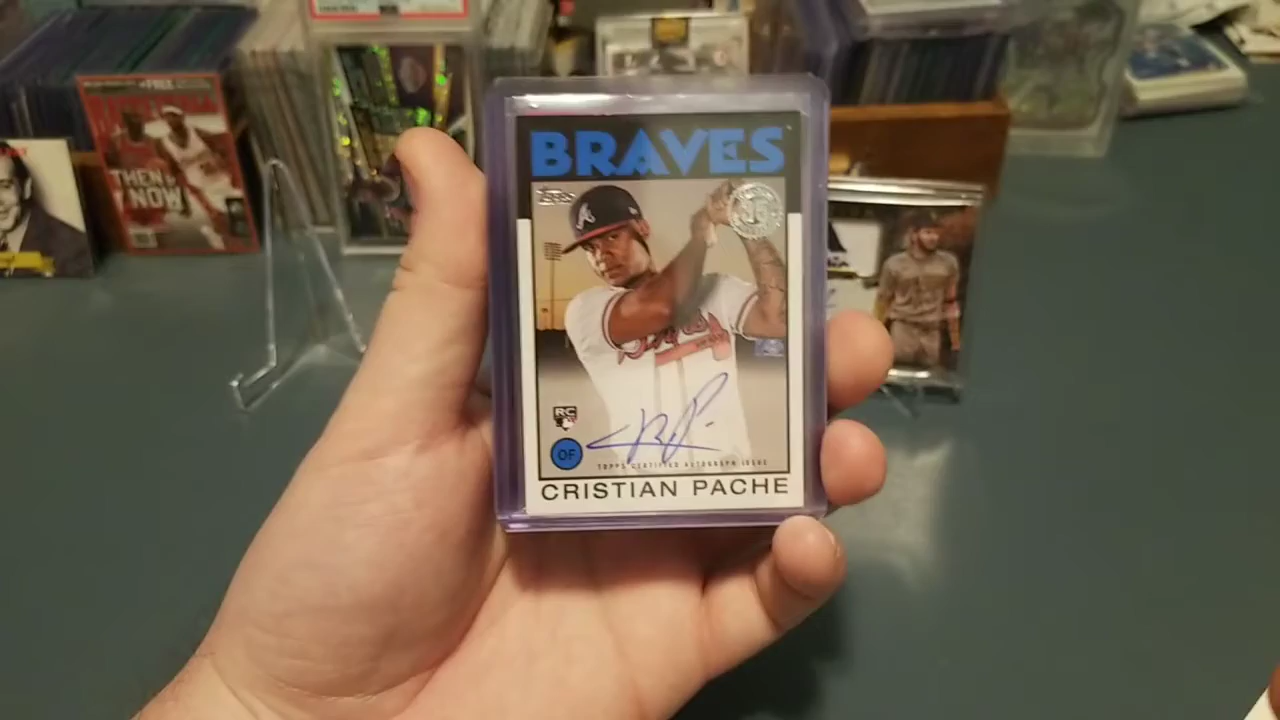 BRAVES
Topps
RC
OF
TOPPS CERTIFIED AUTOGRAPH ISSUE
CRISTIAN PACHE
THEN
NOW